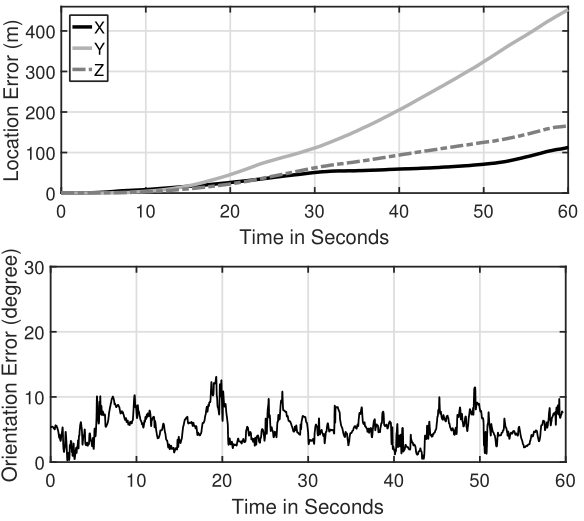 Location Error (m)
400
300
200
100
0
X
Y
Z
0 10 20 30 40 50 60
Time in Seconds
Orientation Error (degree)
30
20
10
0
0 10 20 30 40 50 60
Time in Seconds